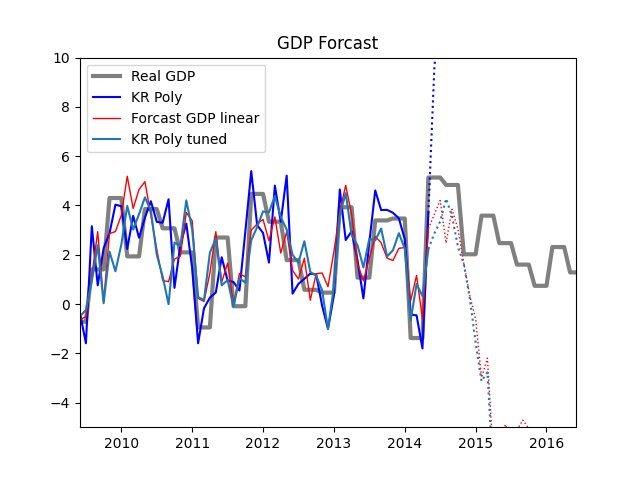 GDP Forcast
Real GDP
KR Poly
Forcast GDP linear
KR Poly tuned
10
8
6
4
2
0
−2
−4
2010 2011 2012 2013 2014 2015 2016